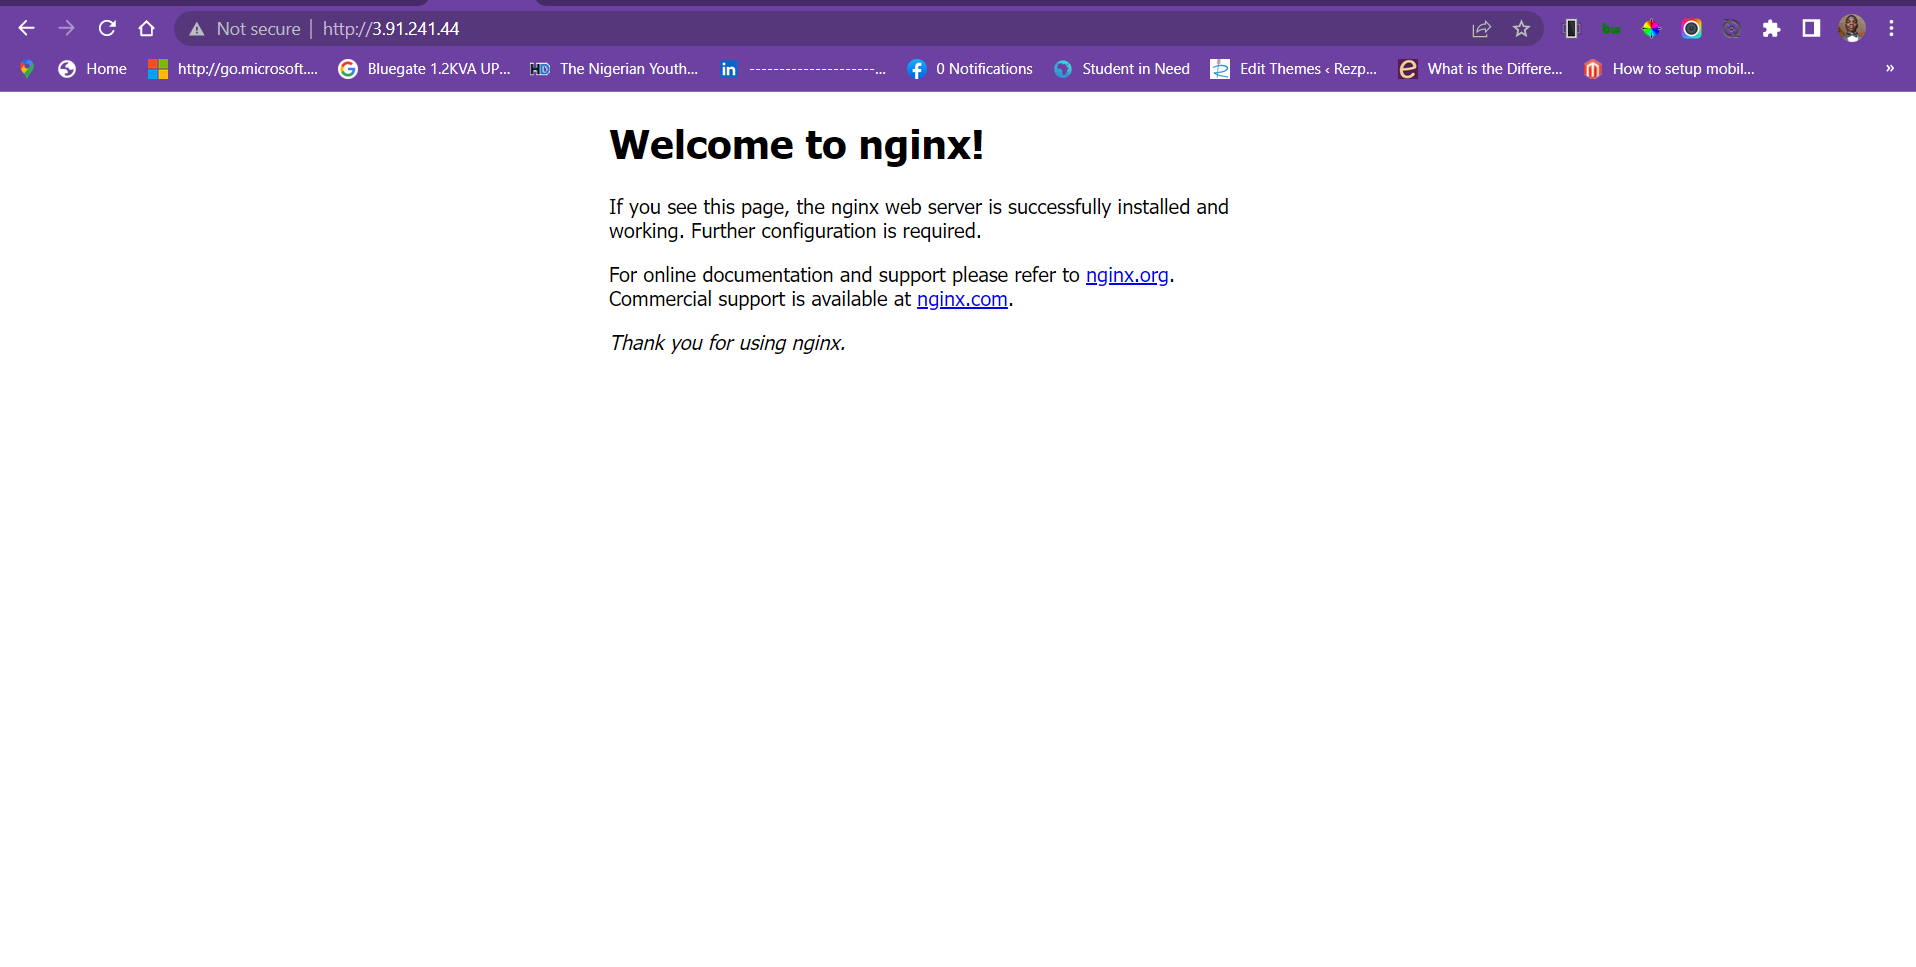 Not secure | http://3.91.241.44
Home http://go.microsoft.... Bluegate 1.2KVA UP... HD The Nigerian Youth... in ---------------------... 0 Notifications Student in Need Edit Themes ‹ Rezp... What is the Differe... How to setup mobil... »
Welcome to nginx!
If you see this page, the nginx web server is successfully installed and
working. Further configuration is required.
For online documentation and support please refer to nginx.org.
Commercial support is available at nginx.com.
Thank you for using nginx.